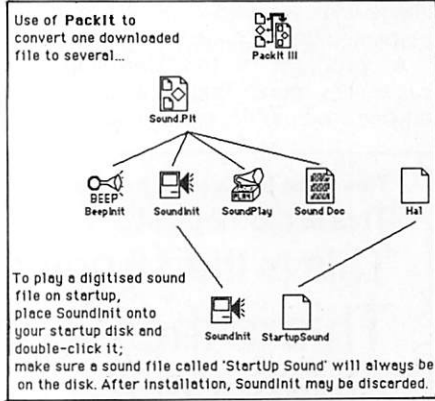 Use of PackIt to
convert one downloaded
file to several...
PackIt III
Sound.PIt
BEEP
BeepInit
SoundInit
PLAY
SoundPlay
Sound Doc
Hal
To play a digitised sound
file on startup,
place SoundInit onto
your startup disk and
double-click it;
SoundInit
StartupSound
make sure a sound file called 'StartUp Sound' will always be
on the disk. After installation, SoundInit may be discarded.